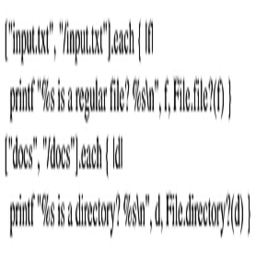 ["input.txt", "/input.txt"].each { |f|
printf "%s is a regular file? %s\n", f, File.file?(f) }
["docs", "/docs"].each { |d|
printf "%s is a directory? %s\n", d, File.directory?(d) }